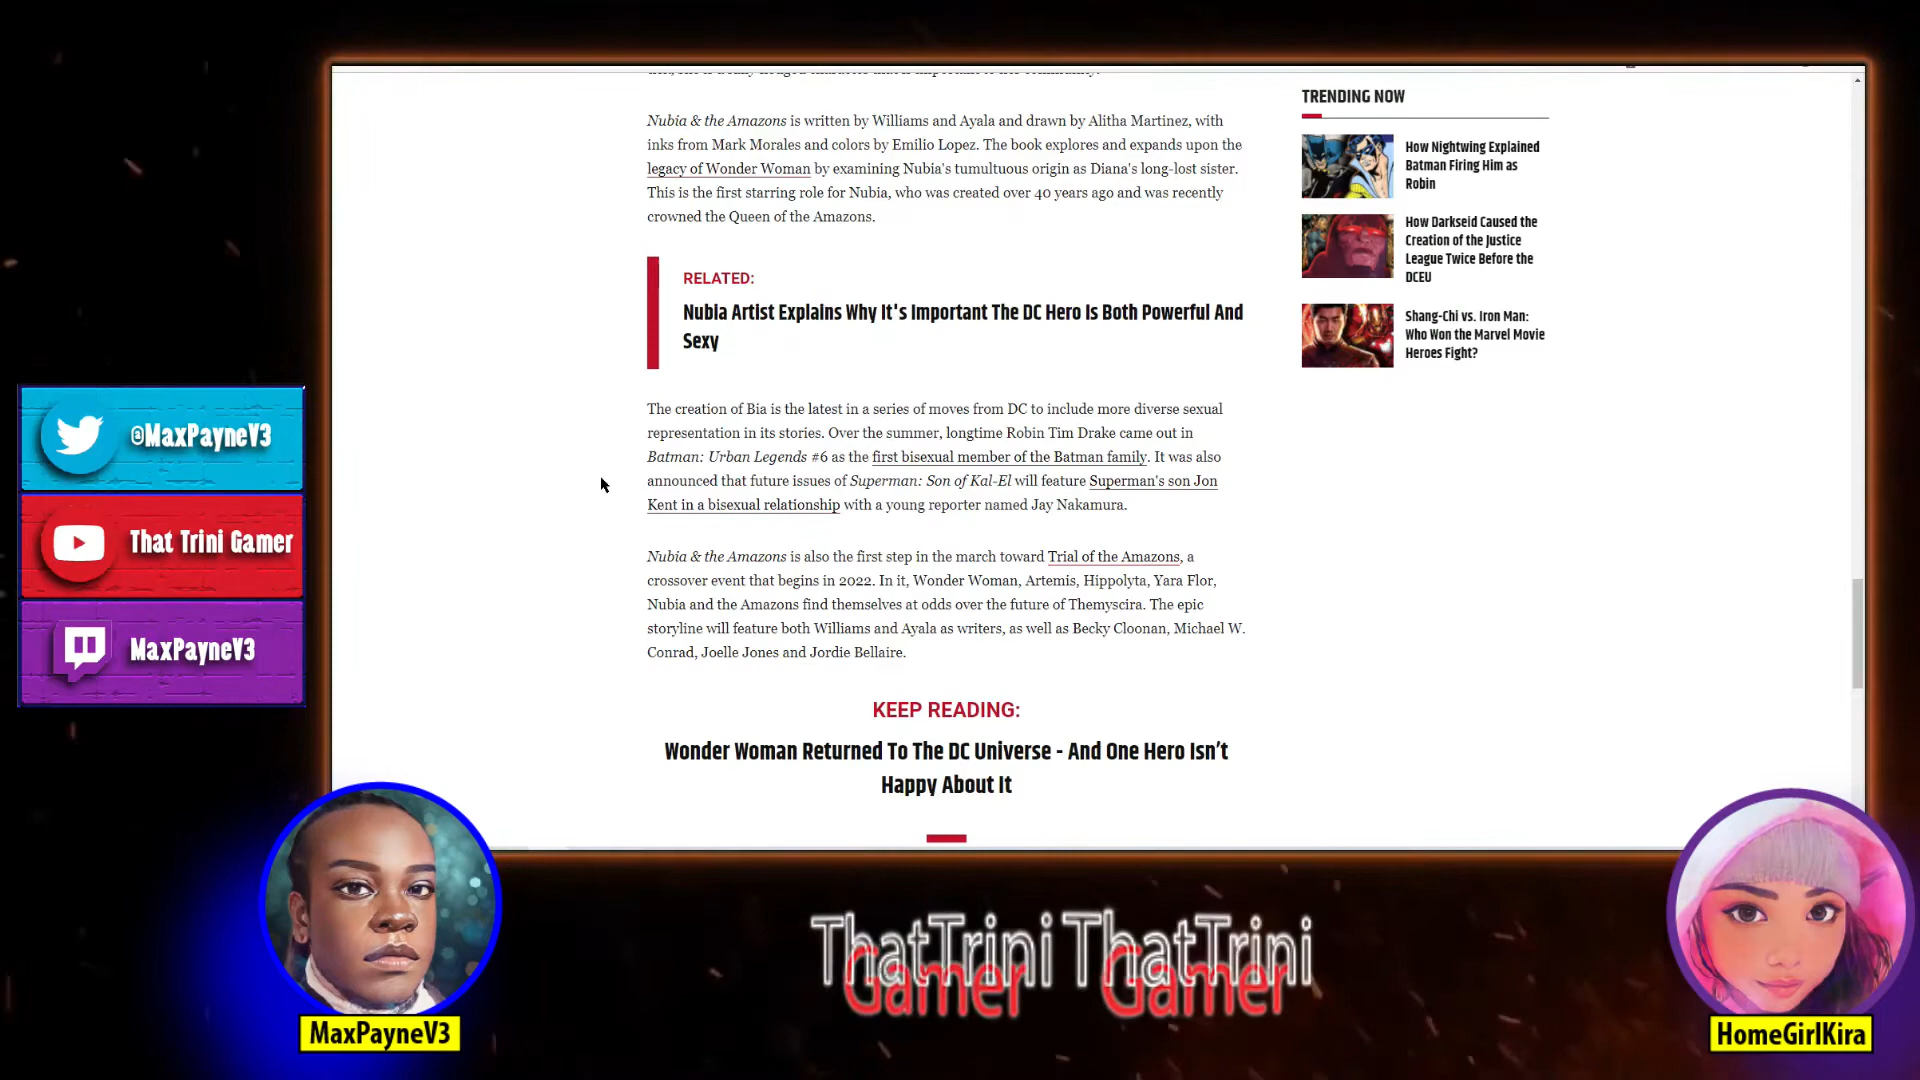 Nubia & the Amazons is written by Williams and Ayala and drawn by Alitha Martinez, with
inks from Mark Morales and colors by Emilio Lopez. The book explores and expands upon the
legacy of Wonder Woman by examining Nubia's tumultuous origin as Diana's long-lost sister.
This is the first starring role for Nubia, who was created over 40 years ago and was recently
crowned the Queen of the Amazons.
RELATED:
Nubia Artist Explains Why It's Important The DC Hero Is Both Powerful And
Sexy
The creation of Bia is the latest in a series of moves from DC to include more diverse sexual
representation in its stories. Over the summer, longtime Robin Tim Drake came out in
Batman: Urban Legends #6 as the first bisexual member of the Batman family. It was also
announced that future issues of Superman: Son of Kal-El will feature Superman's son Jon
Kent in a bisexual relationship with a young reporter named Jay Nakamura.
Nubia & the Amazons is also the first step in the march toward Trial of the Amazons, a
crossover event that begins in 2022. In it, Wonder Woman, Artemis, Hippolyta, Yara Flor,
Nubia and the Amazons find themselves at odds over the future of Themyscira. The epic
storyline will feature both Williams and Ayala as writers, as well as Becky Cloonan, Michael W.
Conrad, Joelle Jones and Jordie Bellaire.
KEEP READING:
Wonder Woman Returned To The DC Universe - And One Hero Isn't
Happy About It
TRENDING NOW
How Nightwing Explained
Batman Firing Him as
Robin
How Darkseid Caused the
Creation of the Justice
League Twice Before the
DCEU
Shang-Chi vs. Iron Man:
Who Won the Marvel Movie
Heroes Fight?
@MaxPayneV3
That Trini Gamer
MaxPayneV3
MaxPayneV3
ThatTrini ThatTrini
Gamer Gamer
HomeGirlKira